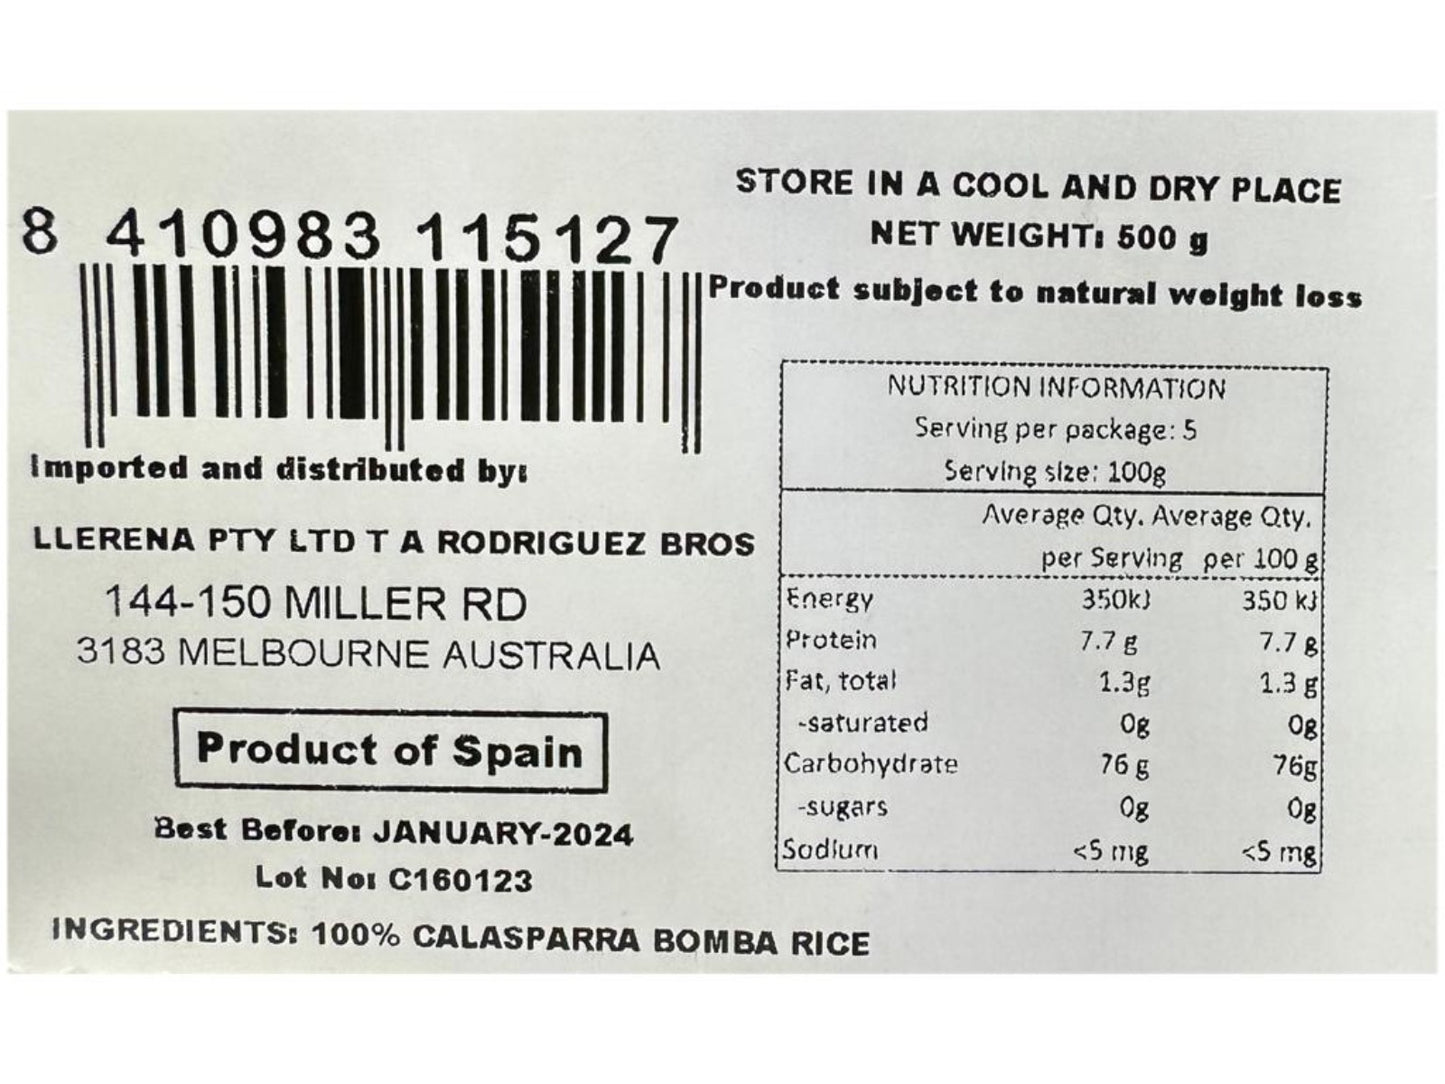 8 410983 115127
Imported and distributed by:
LLERENA PTY LTD T A RODRIGUEZ BROS
144-150 MILLER RD
3183 MELBOURNE AUSTRALIA
Product of Spain
Best Before: JANUARY-2024
Lot No: C160123
INGREDIENTS: 100% CALASPARRA BOMBA RICE
STORE IN A COOL AND DRY PLACE
NET WEIGHT: 500 g
Product subject to natural weight loss
NUTRITION INFORMATION
Serving per package: 5
Serving size: 100g
Average Qty. Average Qty.
per Serving per 100 g
Energy 350kJ 350 kJ
Protein 7.7 g 7.7 g
Fat, total 1.3g 1.3 g
-saturated 0g 0g
Carbohydrate 76 g 76g
-sugars 0g 0g
Sodium <5 mg <5 mg